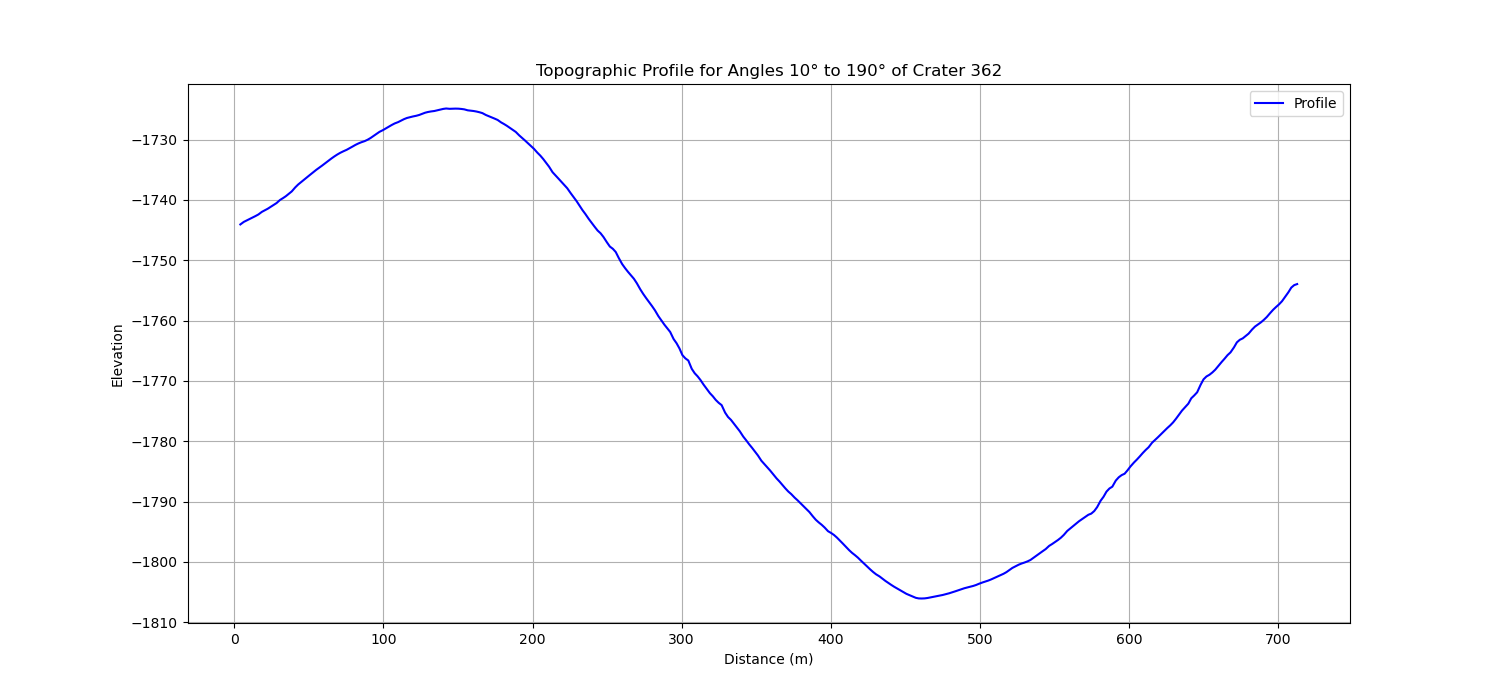 Topographic Profile for Angles 10° to 190° of Crater 362
Profile
−1730
−1740
−1750
−1760
−1770
−1780
−1790
−1800
−1810
Elevation
0 100 200 300 400 500 600 700
Distance (m)